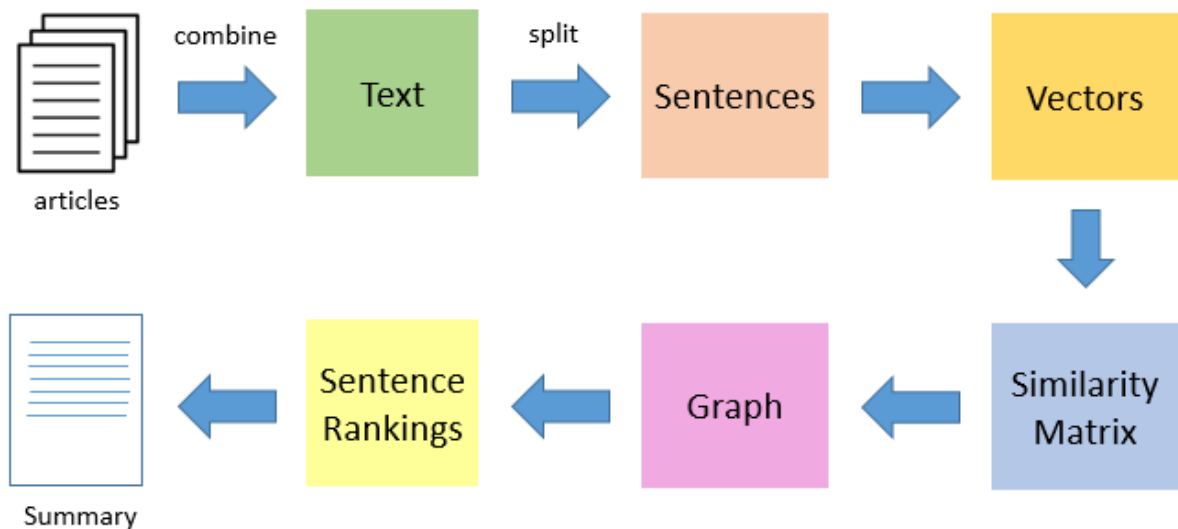 combine
split
Text
Sentences
Vectors
articles
Similarity
Matrix
Graph
Sentence
Rankings
Summary